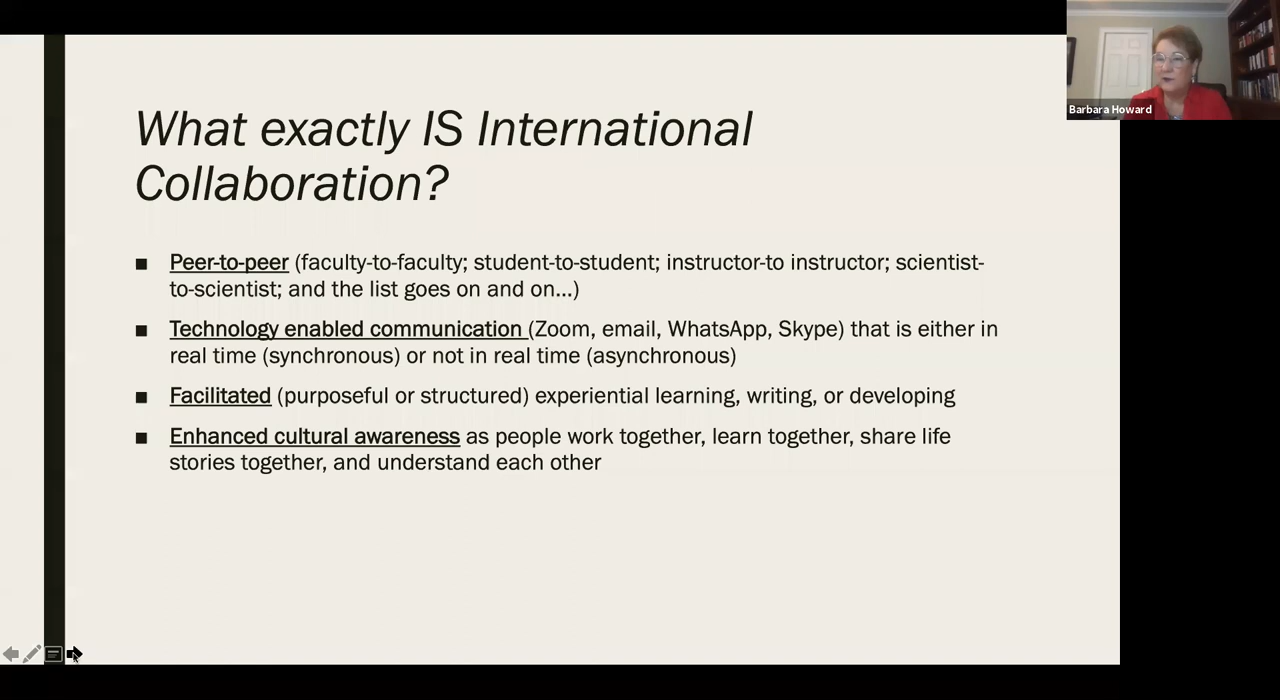 What exactly IS International
Collaboration?
■ Peer-to-peer (faculty-to-faculty; student-to-student; instructor-to instructor; scientist-
to-scientist; and the list goes on and on...)
■ Technology enabled communication (Zoom, email, WhatsApp, Skype) that is either in
real time (synchronous) or not in real time (asynchronous)
■ Facilitated (purposeful or structured) experiential learning, writing, or developing
■ Enhanced cultural awareness as people work together, learn together, share life
stories together, and understand each other
Barbara Howard